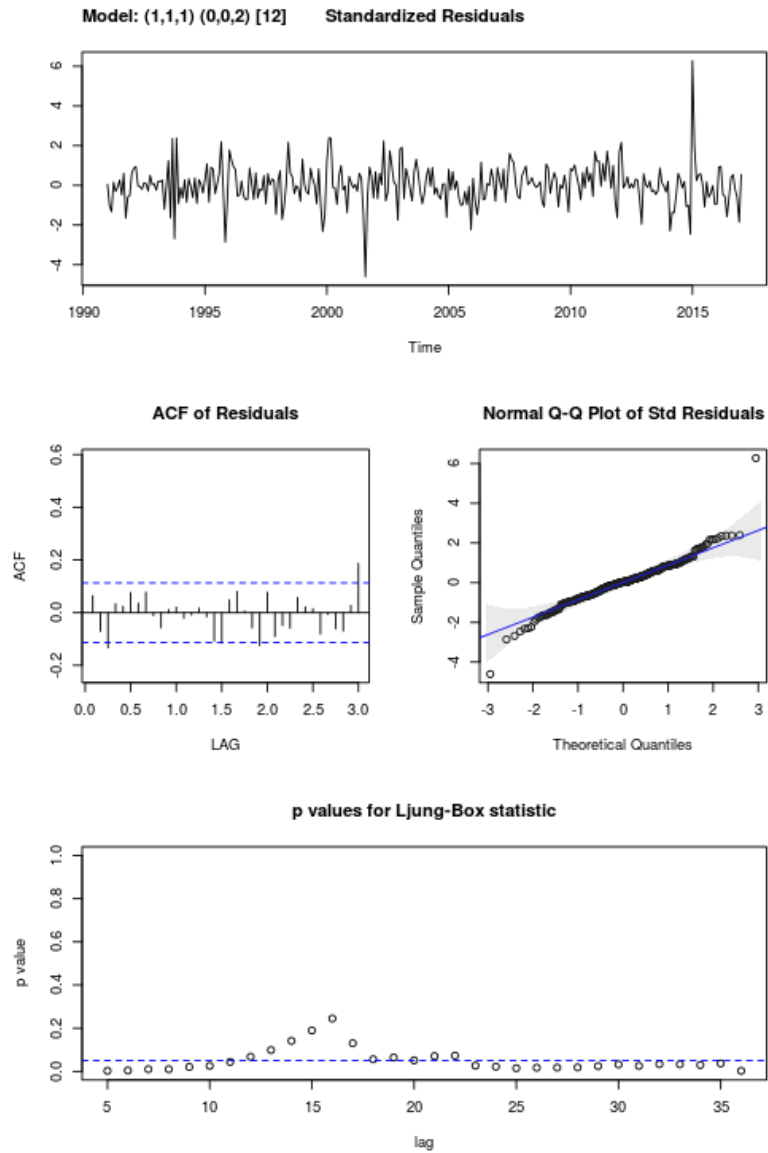 Model: (1,1,1) (0,0,2) [12] Standardized Residuals
6
4
2
0
-2
-4
1990 1995 2000 2005 2010 2015
Time
ACF of Residuals
ACF
0.6
0.4
0.2
0.0
-0.2
0.0 0.5 1.0 1.5 2.0 2.5 3.0
LAG
Normal Q-Q Plot of Std Residuals
Sample Quantiles
6
4
2
0
-2
-4
-3 -2 -1 0 1 2 3
Theoretical Quantiles
p values for Ljung-Box statistic
p value
1.0
0.8
0.6
0.4
0.2
0.0
5 10 15 20 25 30 35
lag